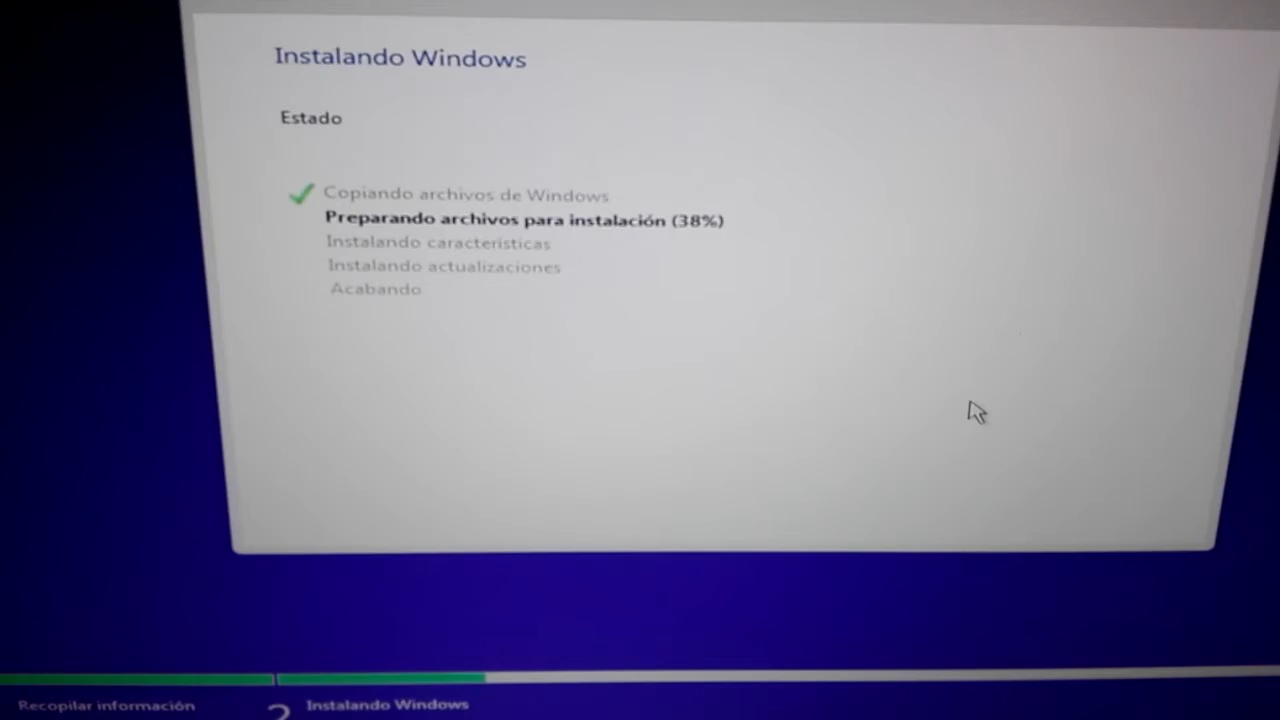 Instalando Windows
Estado
Copiando archivos de Windows
Preparando archivos para instalación (38%)
Instalando características
Instalando actualizaciones
Acabando
Recopilar información
2 Instalando Windows